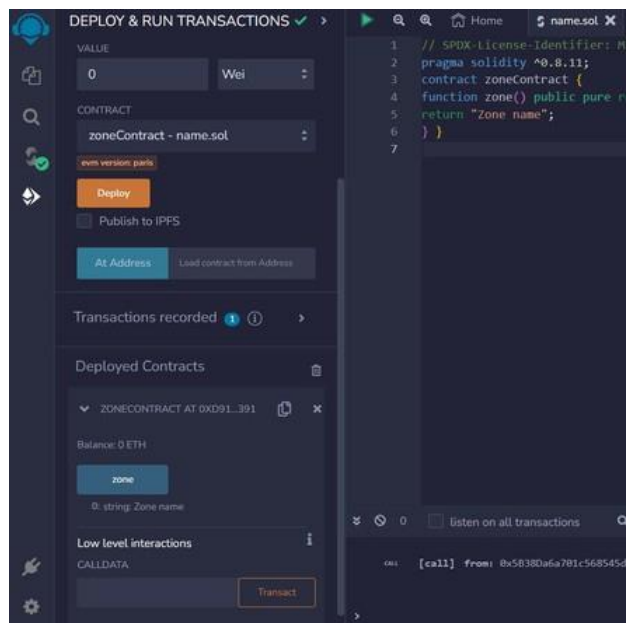 DEPLOY & RUN TRANSACTIONS
VALUE
0 Wei
CONTRACT
zoneContract - name.sol
evm version: paris
Deploy
Publish to IPFS
At Address Load contract from Address
Transactions recorded 1 i
Deployed Contracts
ZONECONTRACT AT 0XD91...391
Balance: 0 ETH
zone
0: string: Zone name
Low level interactions
CALLDATA
Transact
Home name.sol
1 // SPDX-License-Identifier: M
2 pragma solidity ^0.8.11;
3 contract zoneContract {
4 function zone() public pure r
5 return "Zone name";
6 } }
7
0 listen on all transactions
CALL [call] from: 0x5B38Da6a701c568545d
>